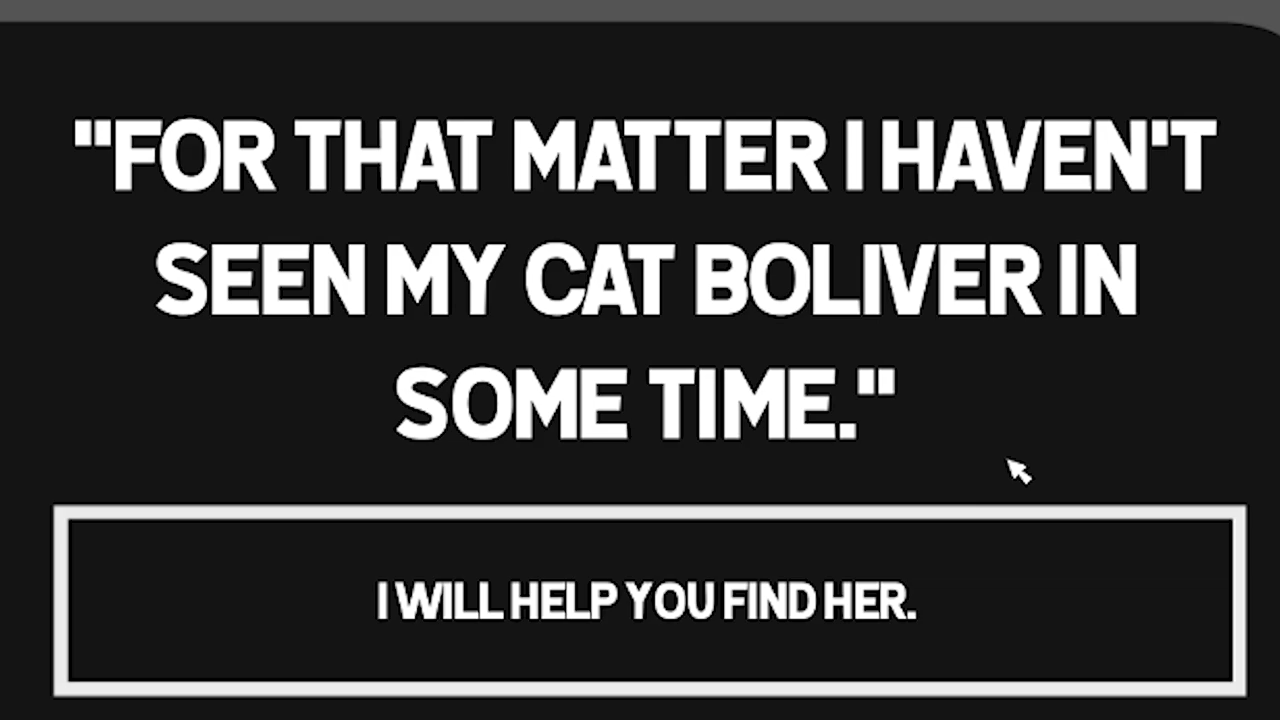 "FOR THAT MATTER I HAVEN'T
SEEN MY CAT BOLIVER IN
SOME TIME."
I WILL HELP YOU FIND HER.